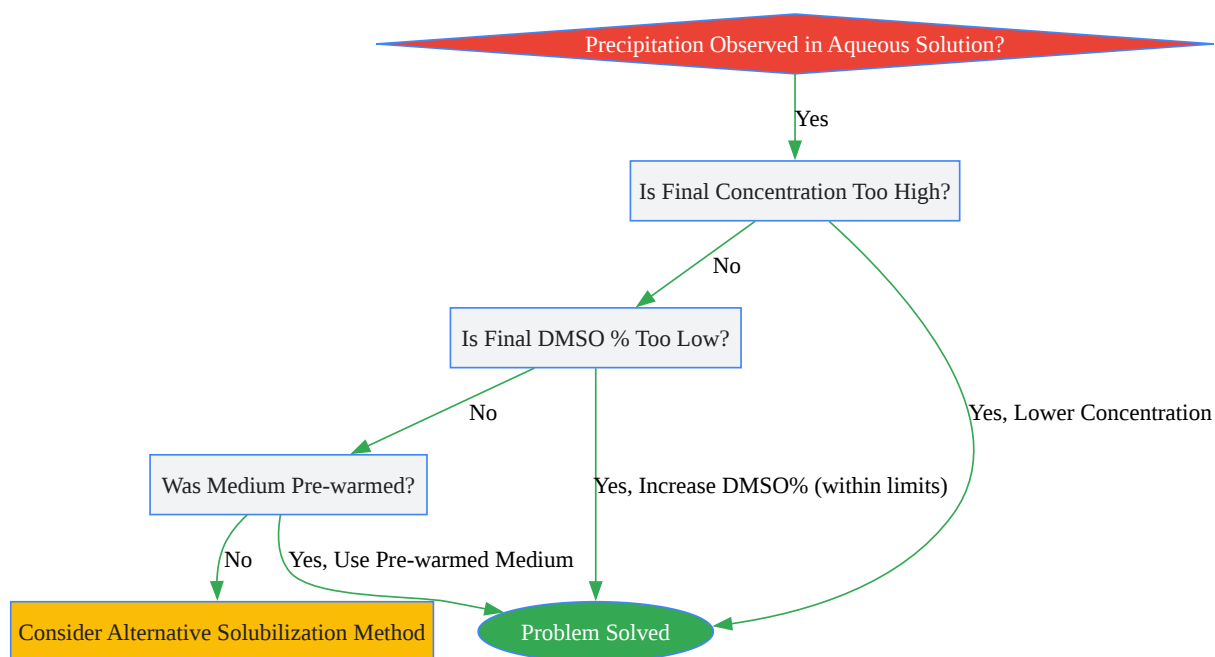 Precipitation Observed in Aqueous Solution?
Yes
Is Final Concentration Too High?
No
Is Final DMSO % Too Low?
No
Yes, Lower Concentration
Was Medium Pre-warmed?
Yes, Increase DMSO% (within limits)
No
Yes, Use Pre-warmed Medium
Consider Alternative Solubilization Method
Problem Solved